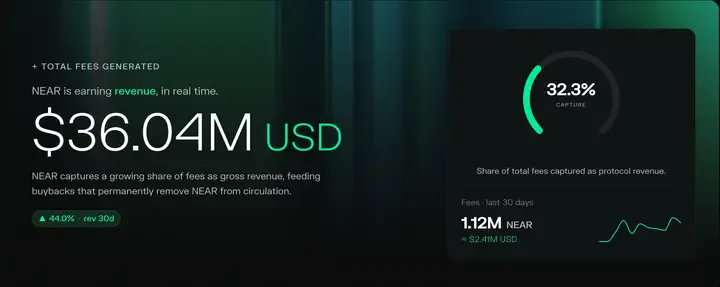 + TOTAL FEES GENERATED
NEAR is earning revenue, in real time.
$36.04M USD
NEAR captures a growing share of fees as gross revenue, feeding
buybacks that permanently remove NEAR from circulation.
▲ 44.0% · rev 30d
32.3%
CAPTURE
Share of total fees captured as protocol revenue.
Fees · last 30 days
1.12M NEAR
≈ $2.41M USD